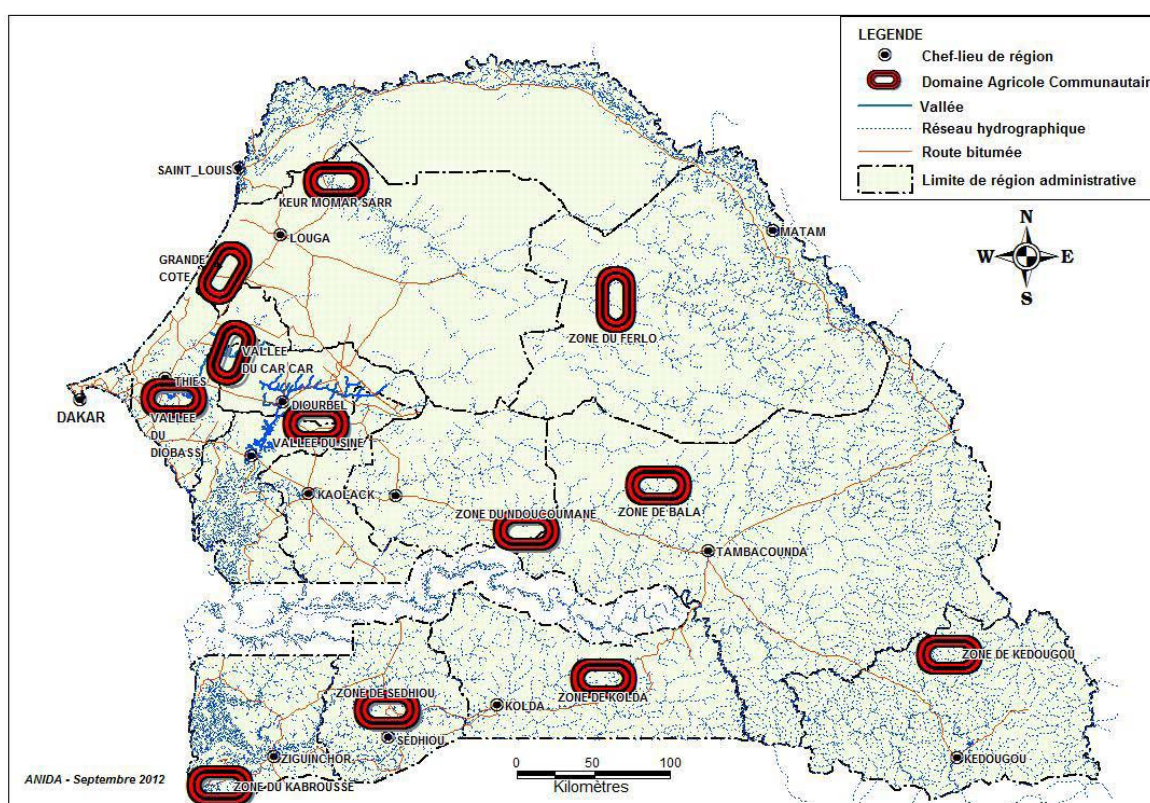 LEGENDE
Chef-lieu de région
Domaine Agricole Communautair
Vallée
Réseau hydrographique
Route bitumée
Limite de région administrative
N
W
E
S
SAINT_LOUIS
KEUR MOMAR SARR
LOUGA
MATAM
GRANDE
COTE
ZONE DU FERLO
VALLEE
DU CAR CAR
THIES
DAKAR
VALLEE
DU
DIOBASS
DIOURBEL
VALLEE DU SINE
KAOLACK
ZONE DU NDOUCOUMANE
ZONE DE BALA
TAMBACOUNDA
ZONE DE KEDOUGOU
ZONE DE SEDHIOU
ZONE DE KOLDA
KOLDA
SEDHIOU
ZIGUINCHOR
KEDOUGOU
0 50 100
Kilomètres
ANIDA - Septembre 2012
ZONE DU KABROUSSE